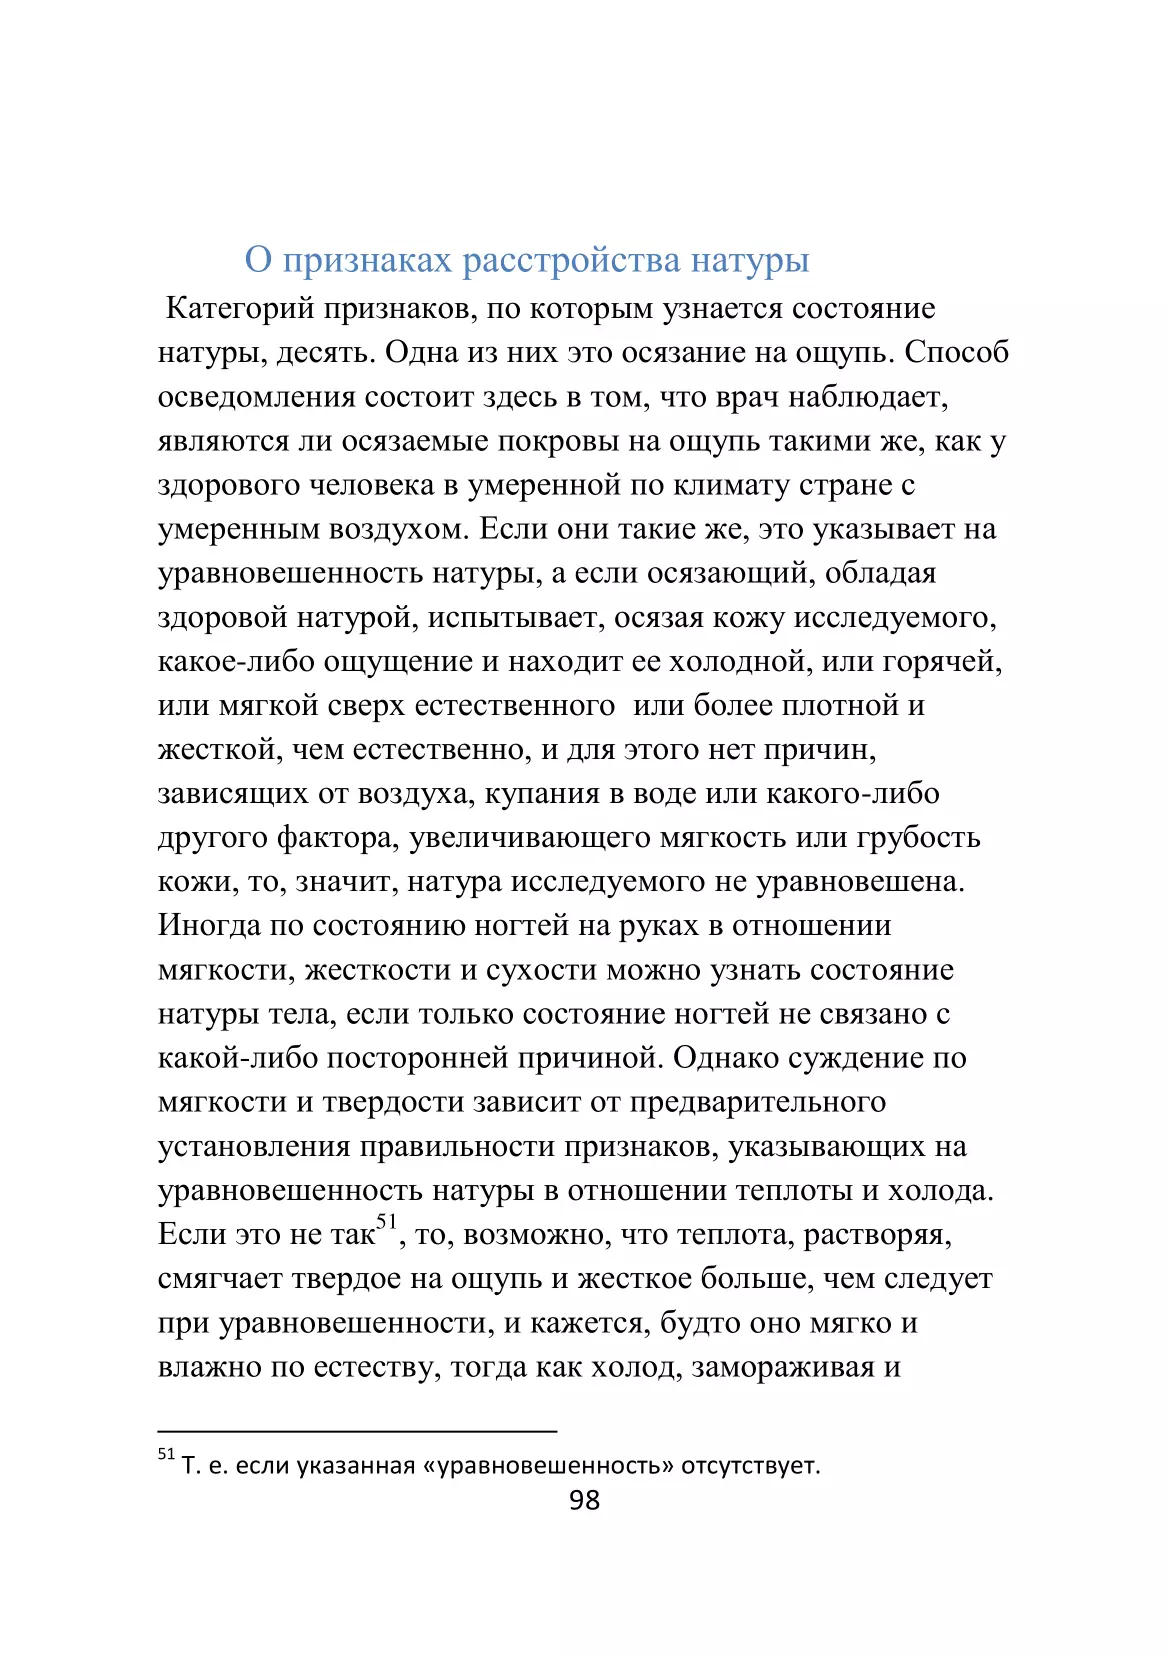 О признаках расстройства натуры
Категорий признаков, по которым узнается состояние
натуры, десять. Одна из них это осязание на ощупь. Способ
осведомления состоит здесь в том, что врач наблюдает,
являются ли осязаемые покровы на ощупь такими же, как у
здорового человека в умеренной по климату стране с
умеренным воздухом. Если они такие же, это указывает на
уравновешенность натуры, а если осязающий, обладая
здоровой натурой, испытывает, осязая кожу исследуемого,
какое-либо ощущение и находит ее холодной, или горячей,
или мягкой сверх естественного  или более плотной и
жесткой, чем естественно, и для этого нет причин,
зависящих от воздуха, купания в воде или какого-либо
другого фактора, увеличивающего мягкость или грубость
кожи, то, значит, натура исследуемого не уравновешена.
Иногда по состоянию ногтей на руках в отношении
мягкости, жесткости и сухости можно узнать состояние
натуры тела, если только состояние ногтей не связано с
какой-либо посторонней причиной. Однако суждение по
мягкости и твердости зависит от предварительного
установления правильности признаков, указывающих на
уравновешенность натуры в отношении теплоты и холода.
Если это не так51, то, возможно, что теплота, растворяя,
смягчает твердое на ощупь и жесткое больше, чем следует
при уравновешенности, и кажется, будто оно мягко и
влажно по естеству, тогда как холод, замораживая и
51 Т. е. если указанная «уравновешенность» отсутствует.
98